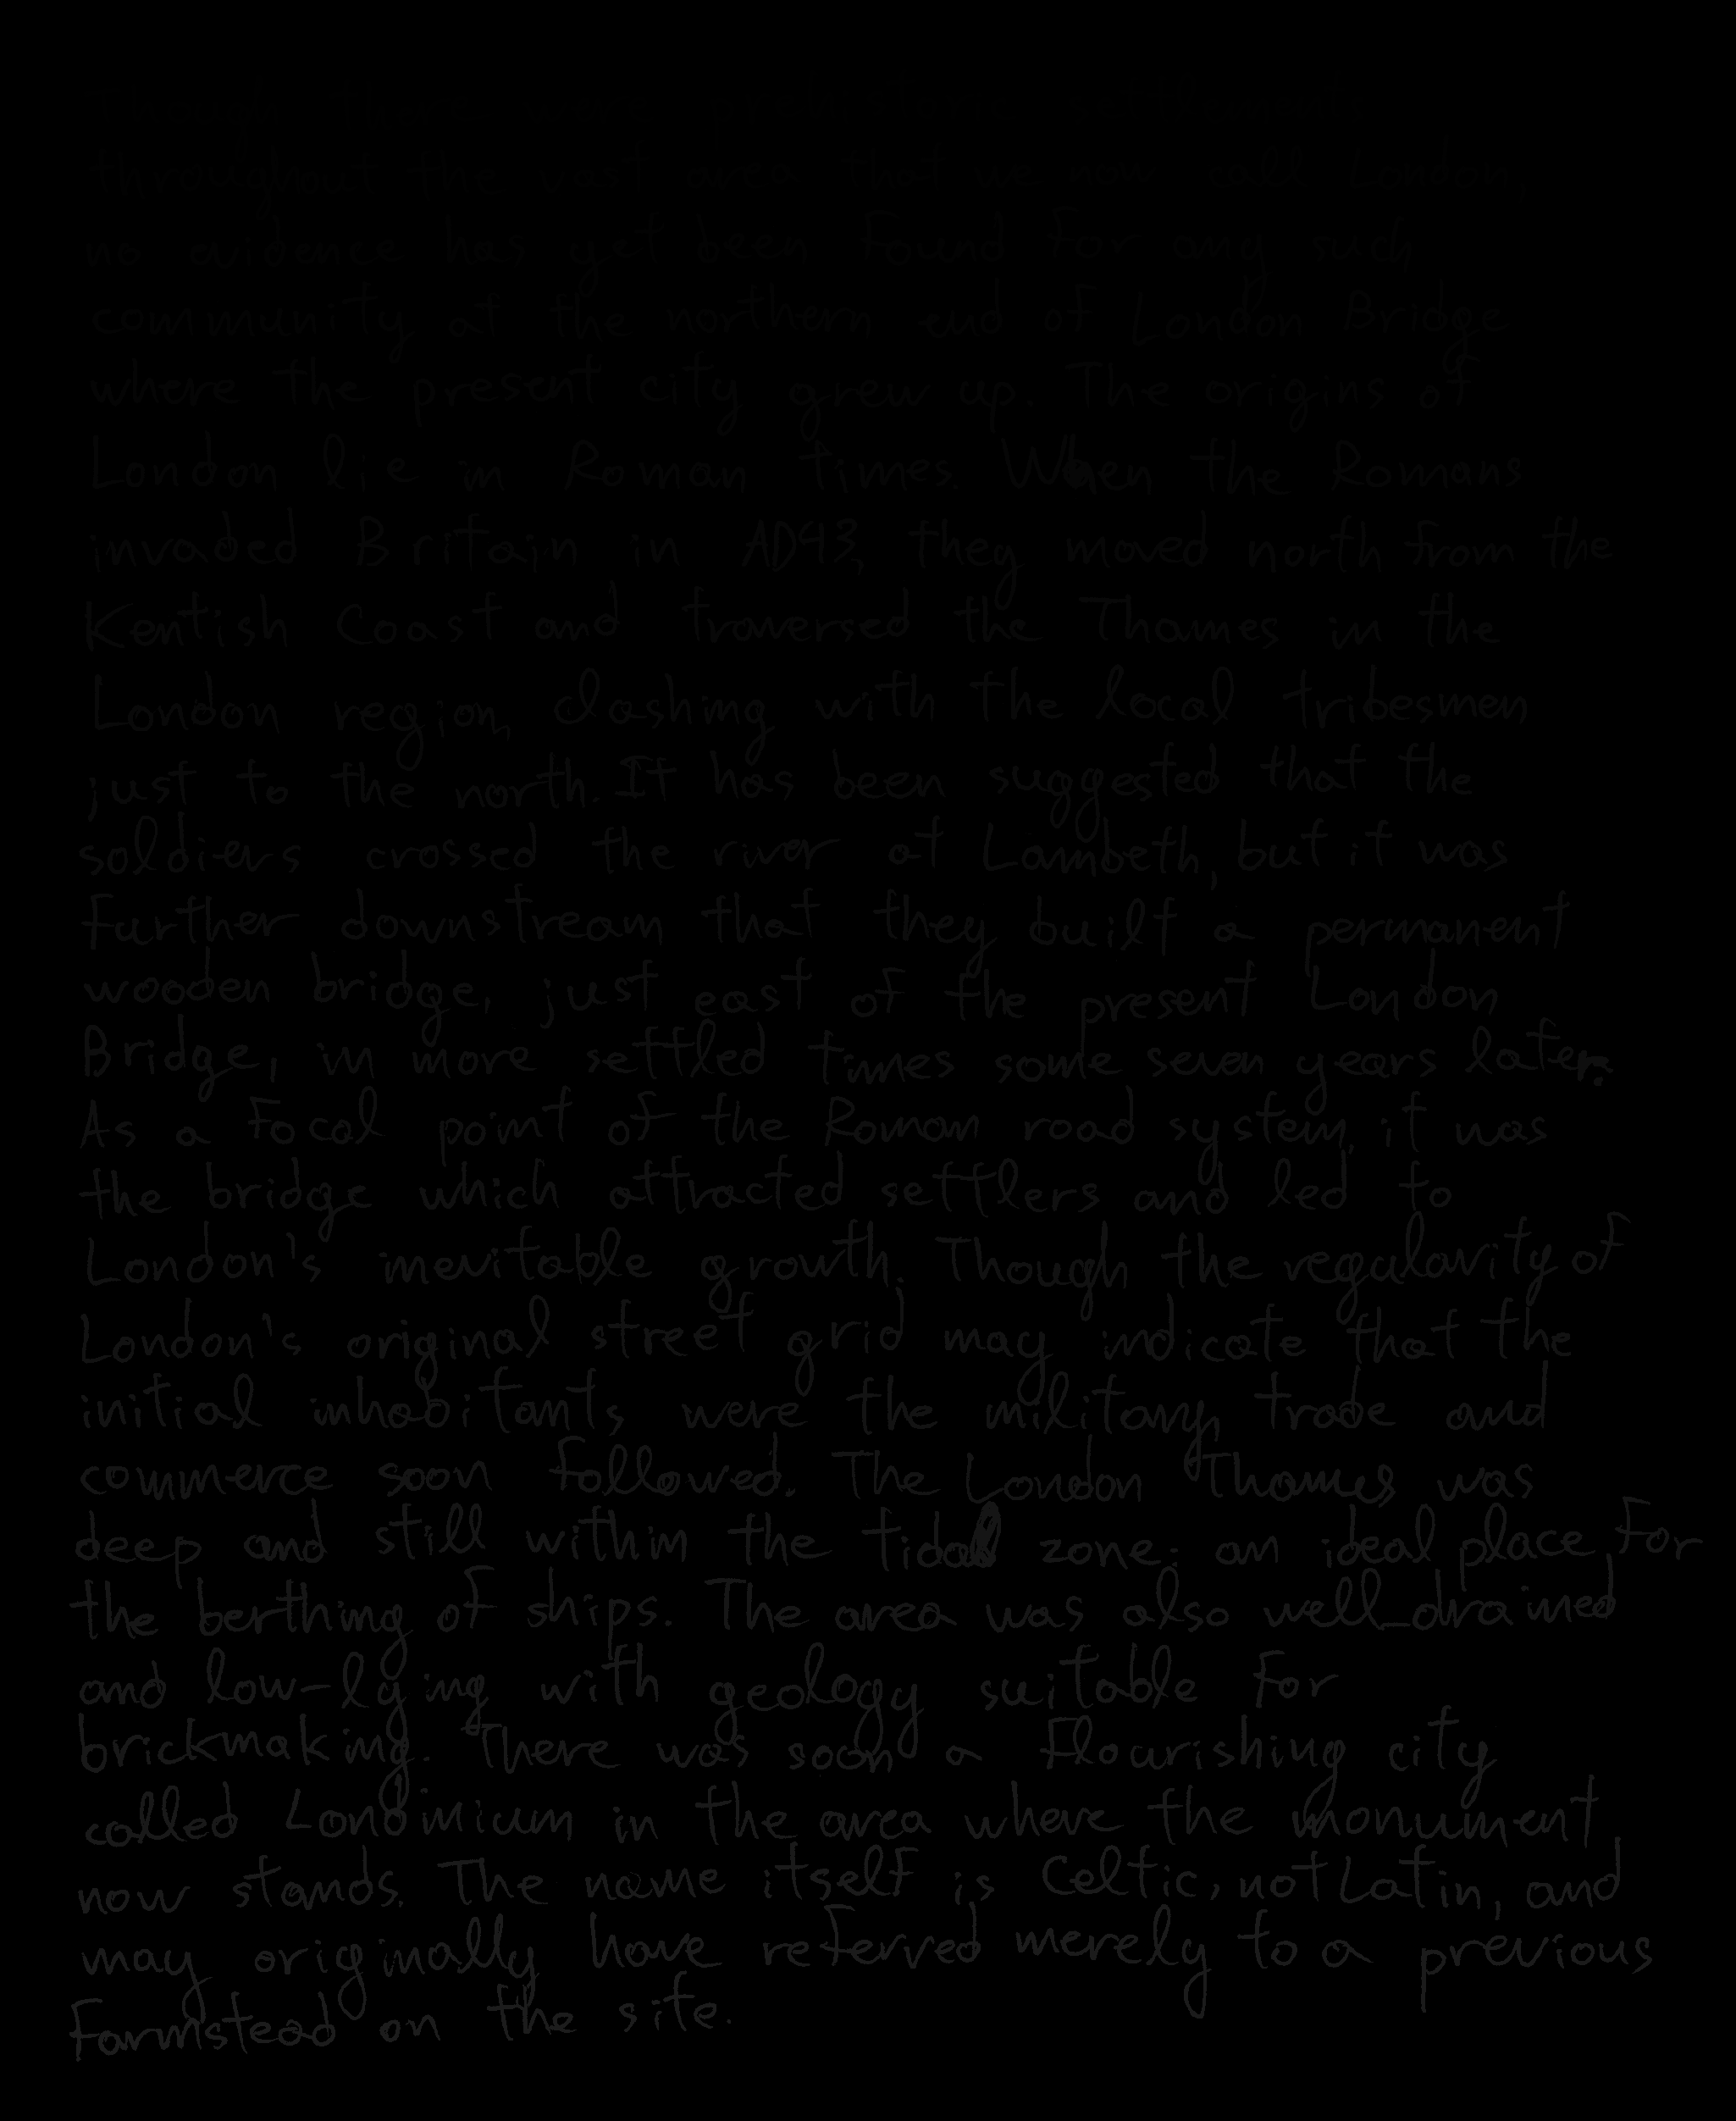 throughout the vast area that we now call London,
no evidence has yet been found for any such
community at the northern end of London Bridge
where the present city grew up. The origins of
London lie in Roman times. When the Romans
invaded Britain in AD43, they moved north from the
Kentish Coast and traversed the Thames in the
London region, clashing with the local tribesmen
just to the north. It has been suggested that the
soldiers crossed the river at Lambeth, but it was
further downstream that they built a permanent
wooden bridge, just east of the present London
Bridge, in more settled times some seven years later.
As a focal point of the Roman road system, it was
the bridge which attracted settlers and led to
London's inevitable growth. Though the regularity of
London's original street grid may indicate that the
initial inhabitants were the military, trade and
commerce soon followed. The London Thames was
deep and still within the tidal zone: an ideal place for
the berthing of ships. The area was also well-drained
and low-lying with geology suitable for
brickmaking. There was soon a flourishing city
called Londinium in the area where the monument
now stands. The name itself is Celtic, not Latin, and
may originally have referred merely to a previous
farmstead on the site.